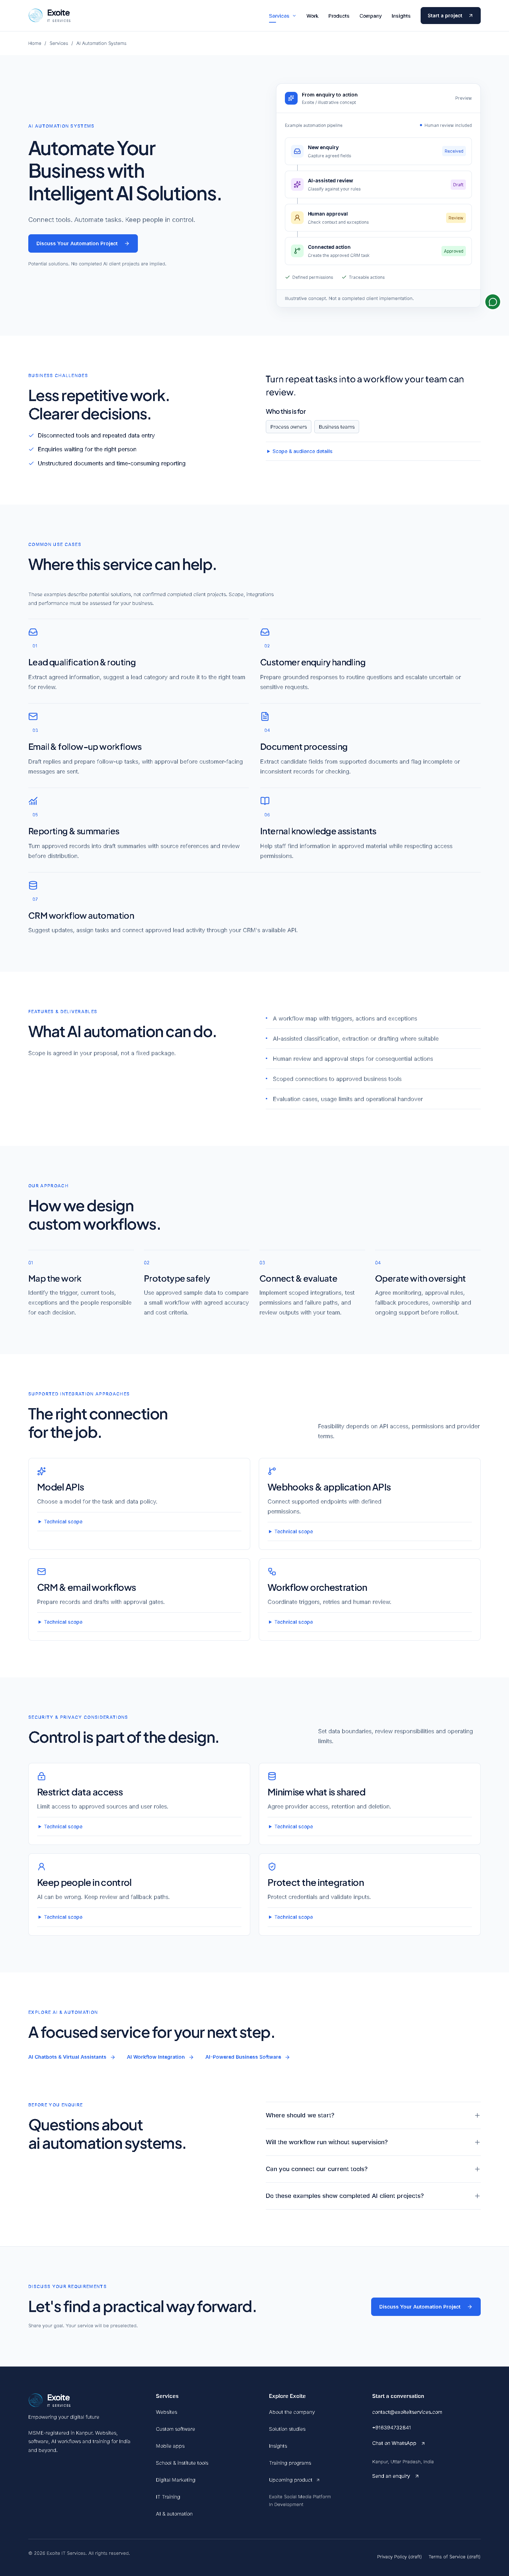 Exoite
IT SERVICES
Services
Work
Products
Company
Insights
Start a project
Home / Services / AI Automation Systems
AI AUTOMATION SYSTEMS
Automate Your
Business with
Intelligent AI Solutions.
Connect tools. Automate tasks. Keep people in control.
Discuss Your Automation Project
Potential solutions. No completed AI client projects are implied.
From enquiry to action
Exoite / illustrative concept
Preview
Example automation pipeline
Human review included
New enquiry
Capture agreed fields
Received
AI-assisted review
Classify against your rules
Draft
Human approval
Check context and exceptions
Review
Connected action
Create the approved CRM task
Approved
Defined permissions
Traceable actions
Illustrative concept. Not a completed client implementation.
BUSINESS CHALLENGES
Less repetitive work.
Clearer decisions.
Disconnected tools and repeated data entry
Enquiries waiting for the right person
Unstructured documents and time-consuming reporting
Turn repeat tasks into a workflow your team can
review.
Who this is for
Process owners
Business teams
Scope & audience details
COMMON USE CASES
Where this service can help.
These examples describe potential solutions, not confirmed completed client projects. Scope, integrations
and performance must be assessed for your business.
01
Lead qualification & routing
Extract agreed information, suggest a lead category and route it to the right team
for review.
02
Customer enquiry handling
Prepare grounded responses to routine questions and escalate uncertain or
sensitive requests.
03
Email & follow-up workflows
Draft replies and prepare follow-up tasks, with approval before customer-facing
messages are sent.
04
Document processing
Extract candidate fields from supported documents and flag incomplete or
inconsistent records for checking.
05
Reporting & summaries
Turn approved records into draft summaries with source references and review
before distribution.
06
Internal knowledge assistants
Help staff find information in approved material while respecting access
permissions.
07
CRM workflow automation
Suggest updates, assign tasks and connect approved lead activity through your CRM's available API.
FEATURES & DELIVERABLES
What AI automation can do.
Scope is agreed in your proposal, not a fixed package.
A workflow map with triggers, actions and exceptions
AI-assisted classification, extraction or drafting where suitable
Human review and approval steps for consequential actions
Scoped connections to approved business tools
Evaluation cases, usage limits and operational handover
OUR APPROACH
How we design
custom workflows.
01
Map the work
Identify the trigger, current tools,
exceptions and the people responsible
for each decision.
02
Prototype safely
Use approved sample data to compare
a small workflow with agreed accuracy
and cost criteria.
03
Connect & evaluate
Implement scoped integrations, test
permissions and failure paths, and
review outputs with your team.
04
Operate with oversight
Agree monitoring, approval rules,
fallback procedures, ownership and
ongoing support before rollout.
SUPPORTED INTEGRATION APPROACHES
The right connection
for the job.
Feasibility depends on API access, permissions and provider
terms.
Model APIs
Choose a model for the task and data policy.
Technical scope
Webhooks & application APIs
Connect supported endpoints with defined
permissions.
Technical scope
CRM & email workflows
Prepare records and drafts with approval gates.
Technical scope
Workflow orchestration
Coordinate triggers, retries and human review.
Technical scope
SECURITY & PRIVACY CONSIDERATIONS
Control is part of the design.
Set data boundaries, review responsibilities and operating
limits.
Restrict data access
Limit access to approved sources and user roles.
Technical scope
Minimise what is shared
Agree provider access, retention and deletion.
Technical scope
Keep people in control
AI can be wrong. Keep review and fallback paths.
Technical scope
Protect the integration
Protect credentials and validate inputs.
Technical scope
EXPLORE AI & AUTOMATION
A focused service for your next step.
AI Chatbots & Virtual Assistants
AI Workflow Integration
AI-Powered Business Software
BEFORE YOU ENQUIRE
Questions about
ai automation systems.
Where should we start?
Will the workflow run without supervision?
Can you connect our current tools?
Do these examples show completed AI client projects?
DISCUSS YOUR REQUIREMENTS
Let's find a practical way forward.
Share your goal. Your service will be preselected.
Discuss Your Automation Project
Exoite
IT SERVICES
Empowering your digital future
MSME-registered in Kanpur. Websites,
software, AI workflows and training for India
and beyond.
Services
Websites
Custom software
Mobile apps
School & institute tools
Digital Marketing
IT Training
AI & automation
Explore Exoite
About the company
Solution studies
Insights
Training programs
Upcoming product
Exoite Social Media Platform
In Development
Start a conversation
contact@exoiteitservices.com
+916394732641
Chat on WhatsApp
Kanpur, Uttar Pradesh, India
Send an enquiry
© 2026 Exoite IT Services. All rights reserved.
Privacy Policy (draft)
Terms of Service (draft)